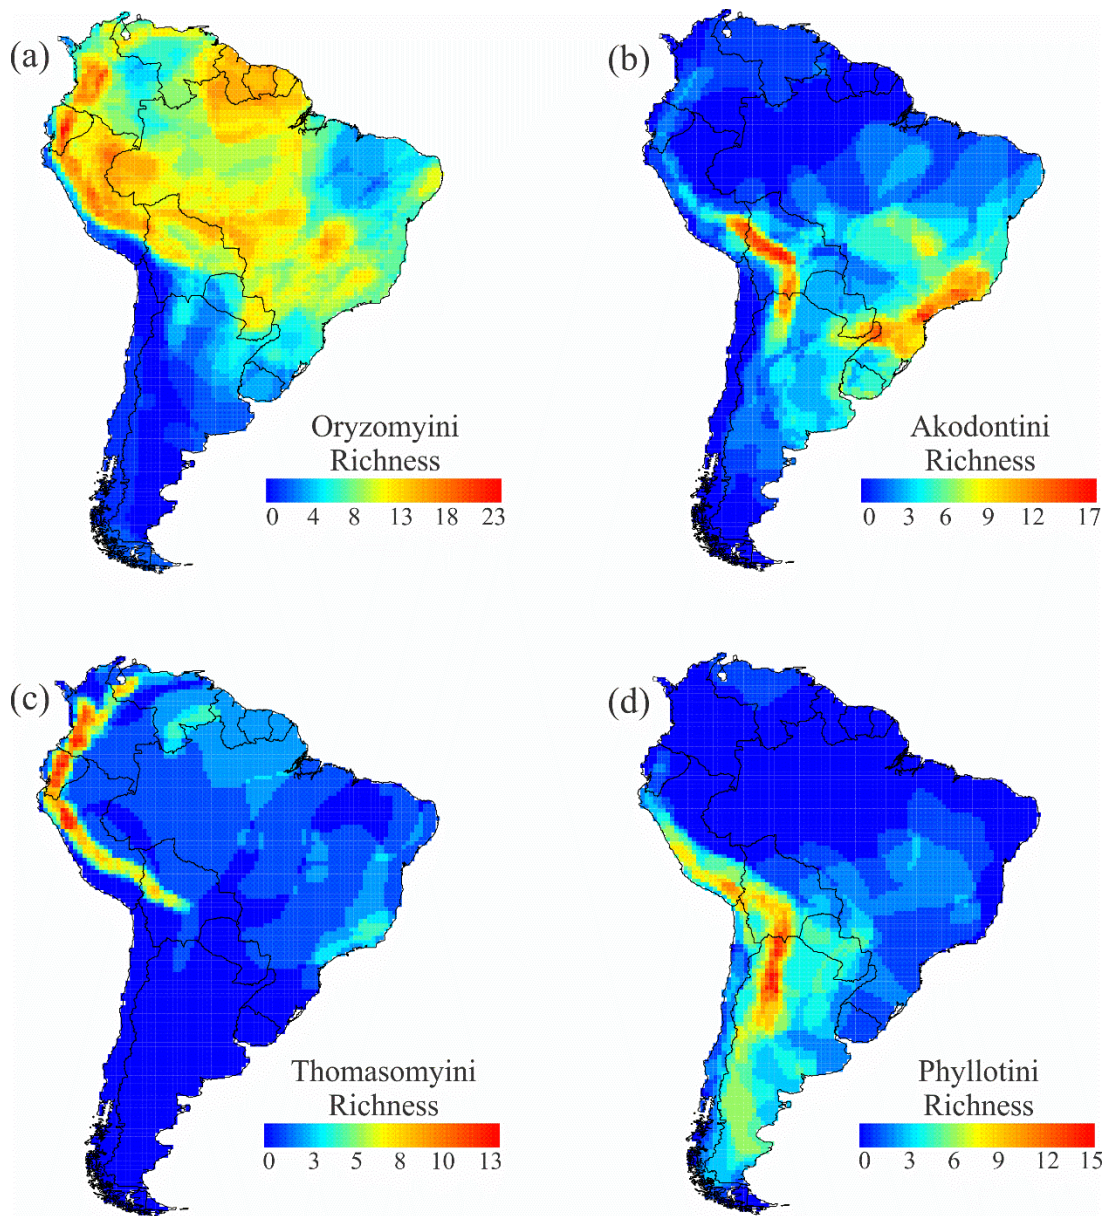 (a)
Oryzomyini
Richness
0 4 8 13 18 23
(b)
Akodontini
Richness
0 3 6 9 12 17
(c)
Thomasomyini
Richness
0 3 5 8 10 13
(d)
Phyllotini
Richness
0 3 6 9 12 15